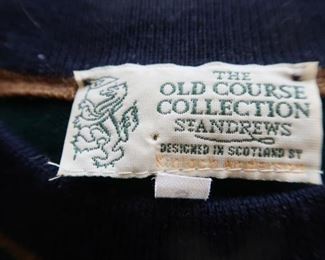 THE
OLD COURSE
COLLECTION
ST ANDREWS
DESIGNED IN SCOTLAND BY